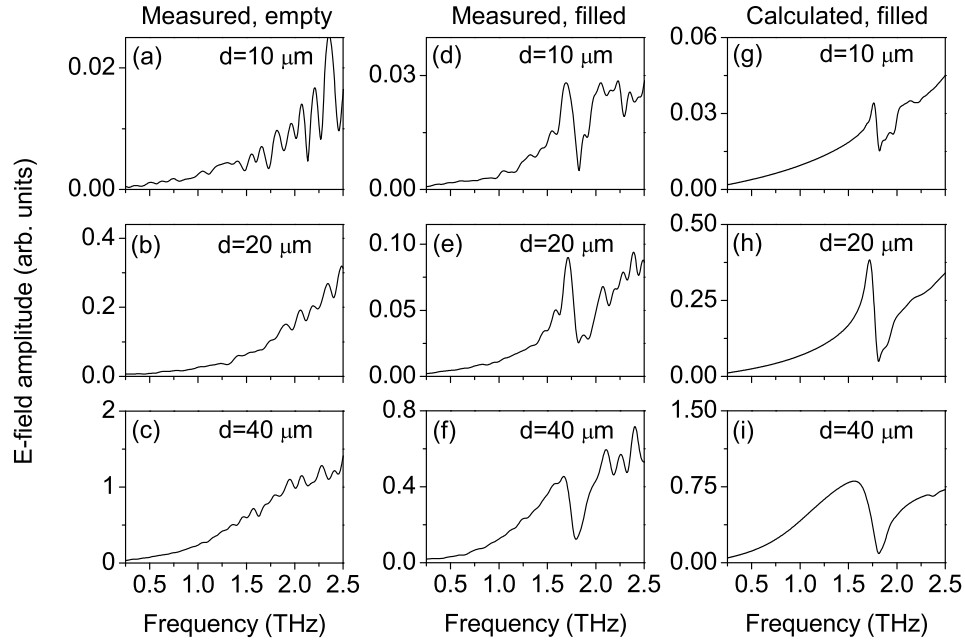 Measured, empty
Measured, filled
Calculated, filled
E-field amplitude (arb. units)
(a) d=10 μm
0.02
0.00
(b) d=20 μm
0.4
0.2
0.0
(c) d=40 μm
2
1
0
0.5 1.0 1.5 2.0 2.5
Frequency (THz)
(d) d=10 μm
0.03
0.00
(e) d=20 μm
0.10
0.05
0.00
(f) d=40 μm
0.8
0.4
0.0
0.5 1.0 1.5 2.0 2.5
Frequency (THz)
(g) d=10 μm
0.06
0.03
0.00
(h) d=20 μm
0.50
0.25
0.00
(i) d=40 μm
1.50
0.75
0.00
0.5 1.0 1.5 2.0 2.5
Frequency (THz)